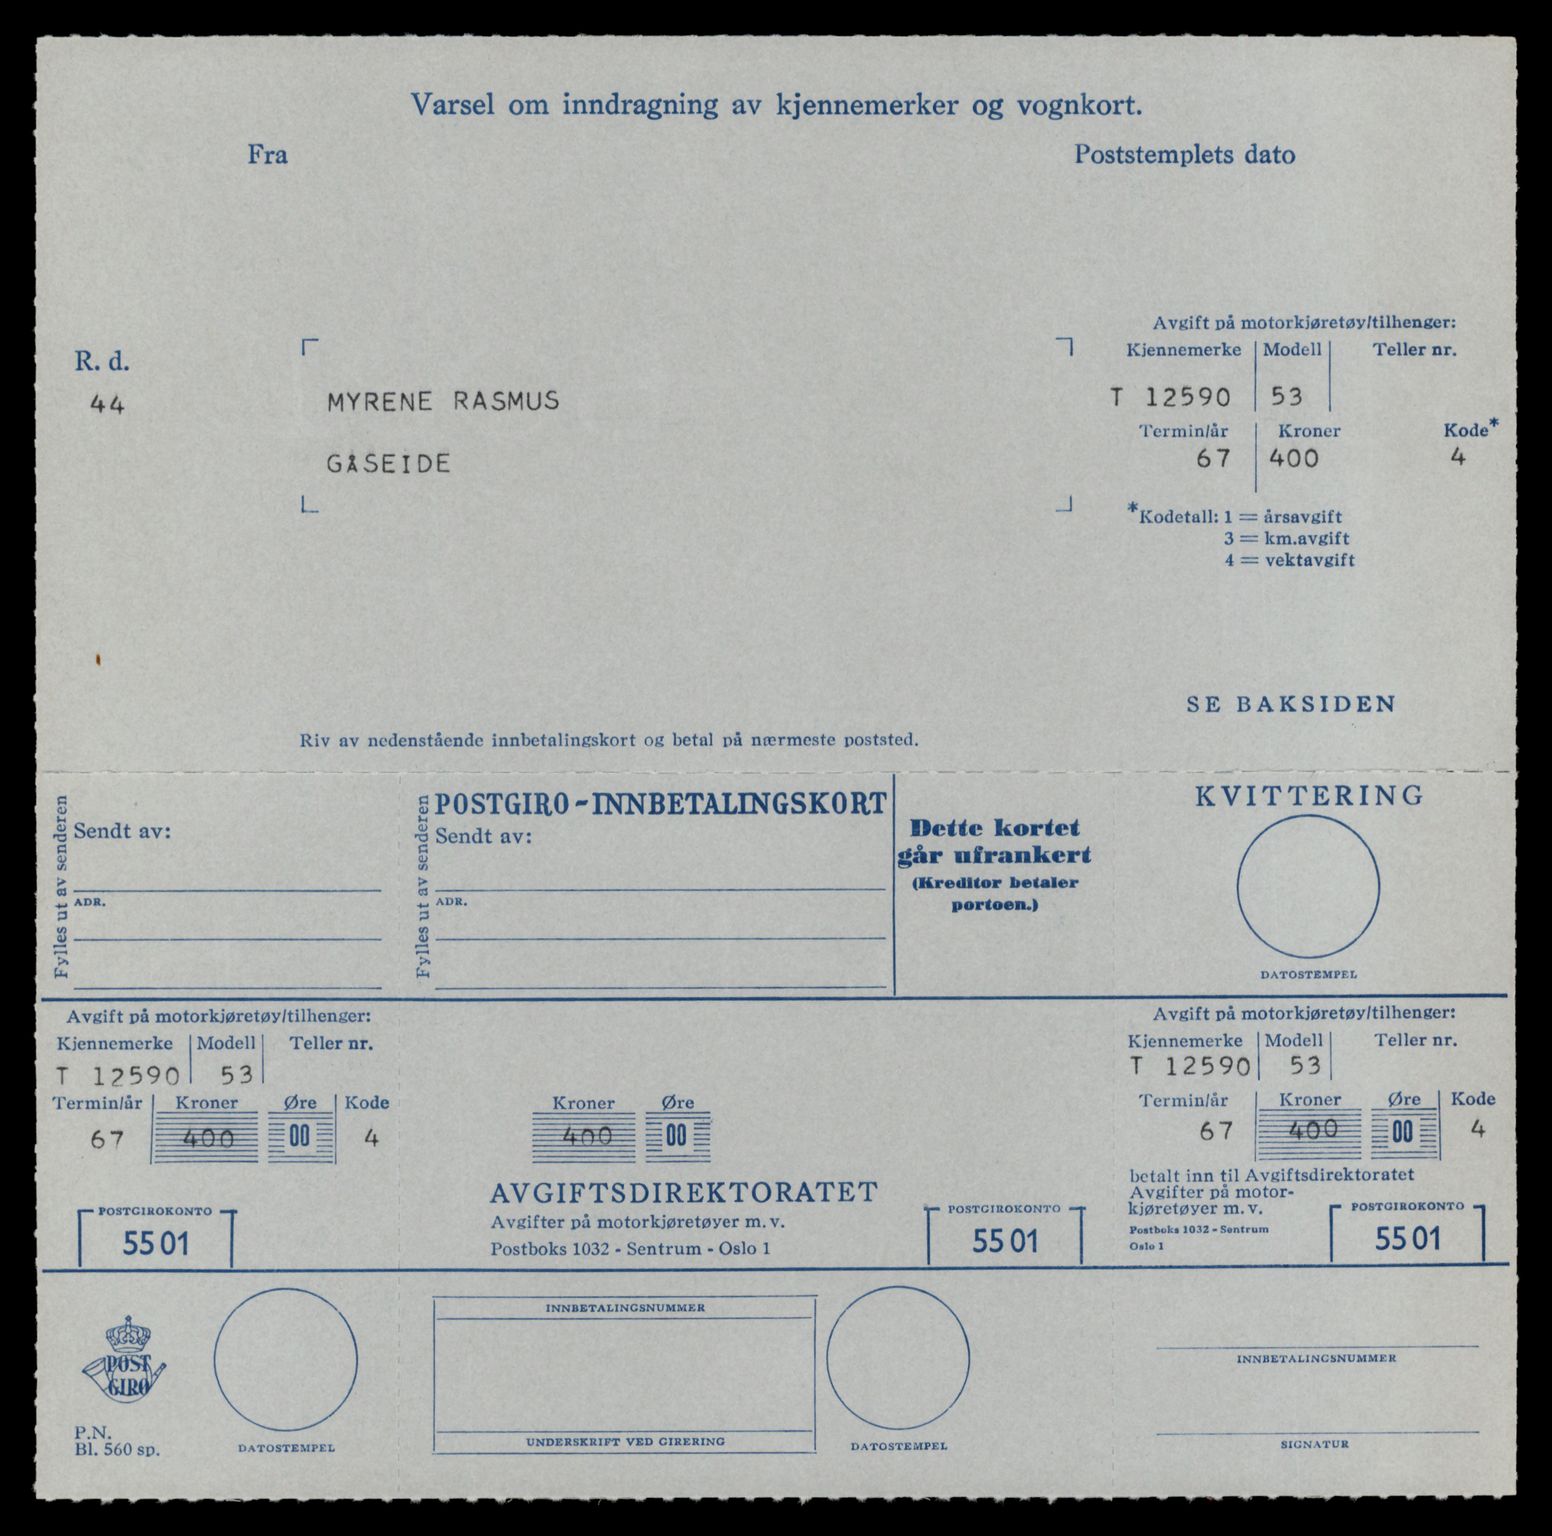 Varsel om inndragning av kjennemerker og vognkort.
Fra
Poststemplets dato
Avgift på motorkjøretøy/tilhenger:
R. d.
Kjennemerke Modell Teller nr.
44
MYRENE RASMUS
T 12590 53
Termin/år Kroner Kode*
GÅSEIDE
67 400 4
*Kodetall: 1 = årsavgift
3 = km.avgift
4 = vektavgift
SE BAKSIDEN
Riv av nedenstående innbetalingskort og betal på nærmeste poststed.
Fylles ut av senderen
Sendt av:
ADR.
Fylles ut av senderen
POSTGIRO-INNBETALINGSKORT
Sendt av:
ADR.
Dette kortet
går ufrankert
(Kreditor betaler
portoen.)
KVITTERING
DATOSTEMPEL
Avgift på motorkjøretøy/tilhenger:
Kjennemerke Modell Teller nr.
T 12590 53
Termin/år Kroner Øre Kode
67 400 00 4
POSTGIROKONTO
5501
Kroner Øre
400 00
AVGIFTSDIREKTORATET
Avgifter på motorkjøretøyer m.v.
Postboks 1032 - Sentrum - Oslo 1
POSTGIROKONTO
5501
Avgift på motorkjøretøy/tilhenger:
Kjennemerke Modell Teller nr.
T 12590 53
Termin/år Kroner Øre Kode
67 400 00 4
betalt inn til Avgiftsdirektoratet
Avgifter på motor-
kjøretøyer m.v.
Postboks 1032 - Sentrum
Oslo 1
POSTGIROKONTO
5501
POST
GIRO
P.N.
Bl. 560 sp.
DATOSTEMPEL
INNBETALINGSNUMMER
UNDERSKRIFT VED GIRERING
DATOSTEMPEL
INNBETALINGSNUMMER
SIGNATUR